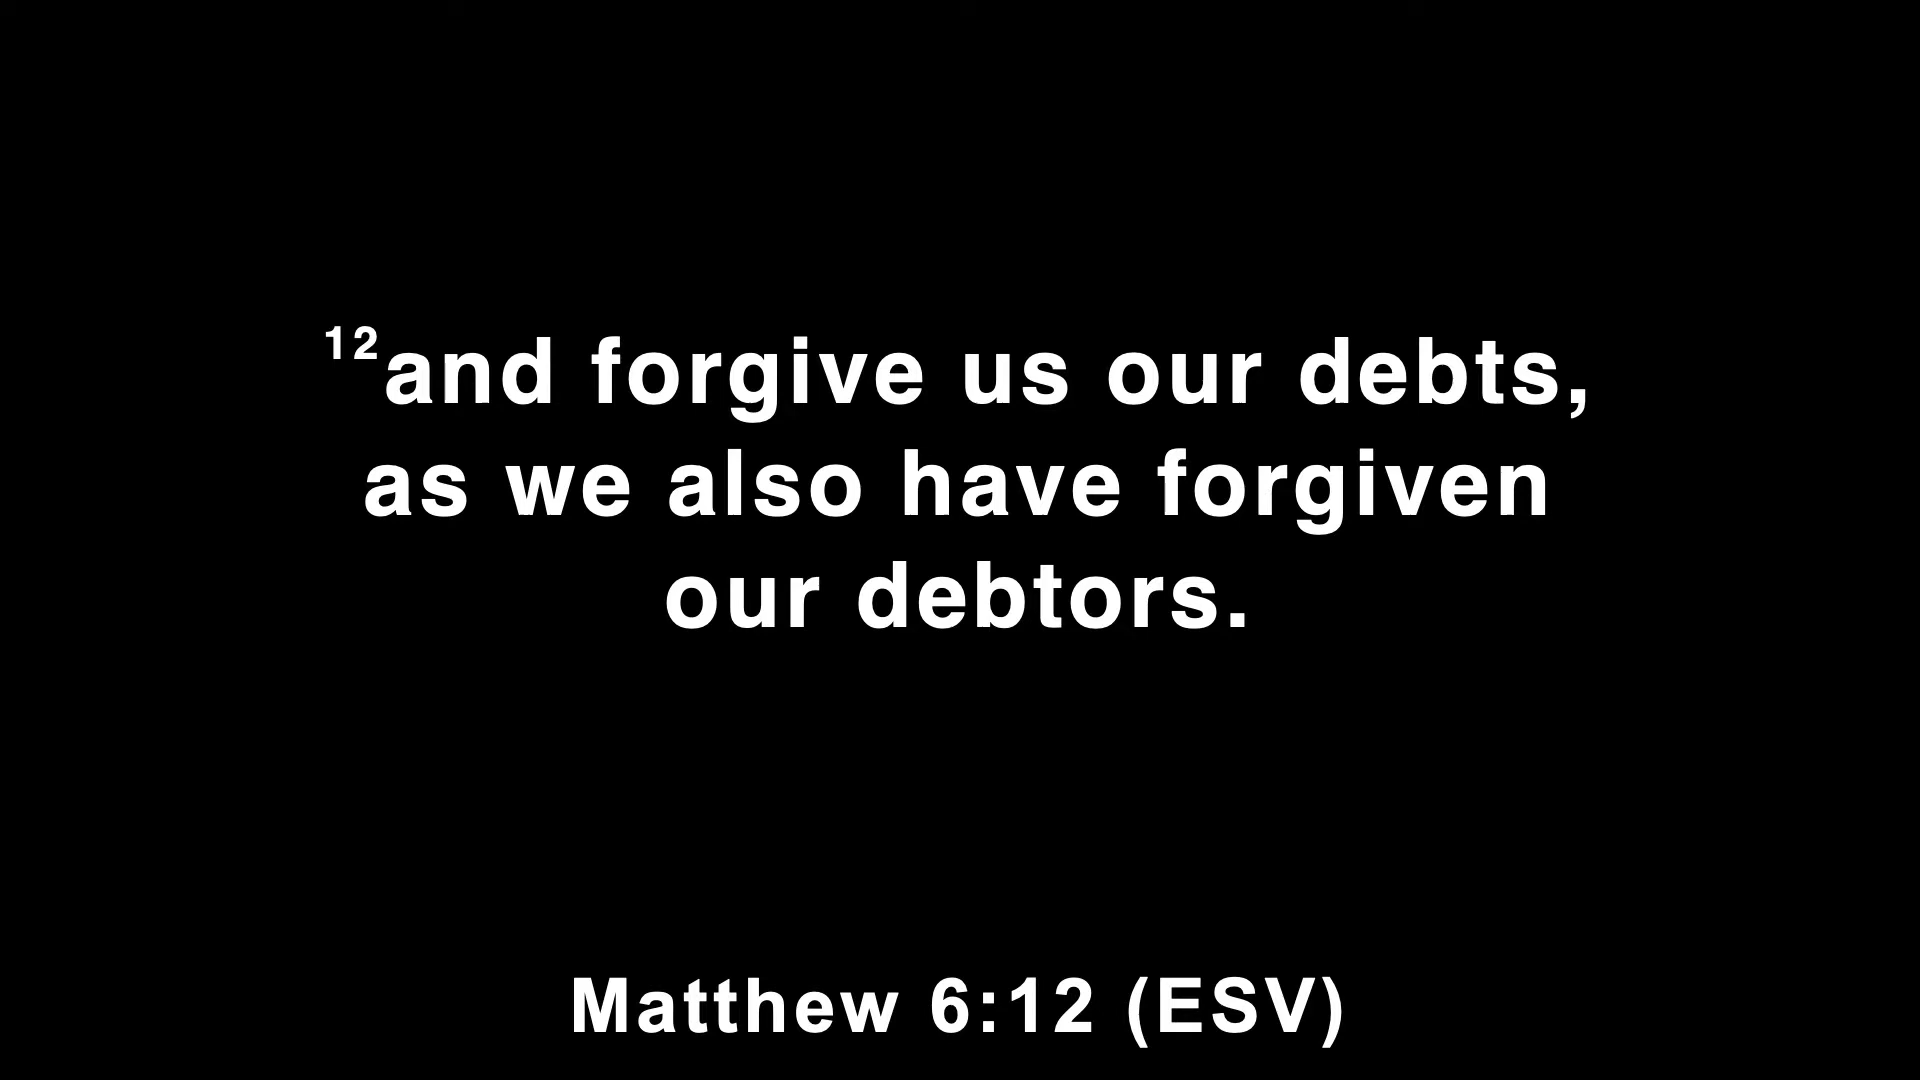 12and forgive us our debts,
as we also have forgiven
our debtors.
Matthew 6:12 (ESV)